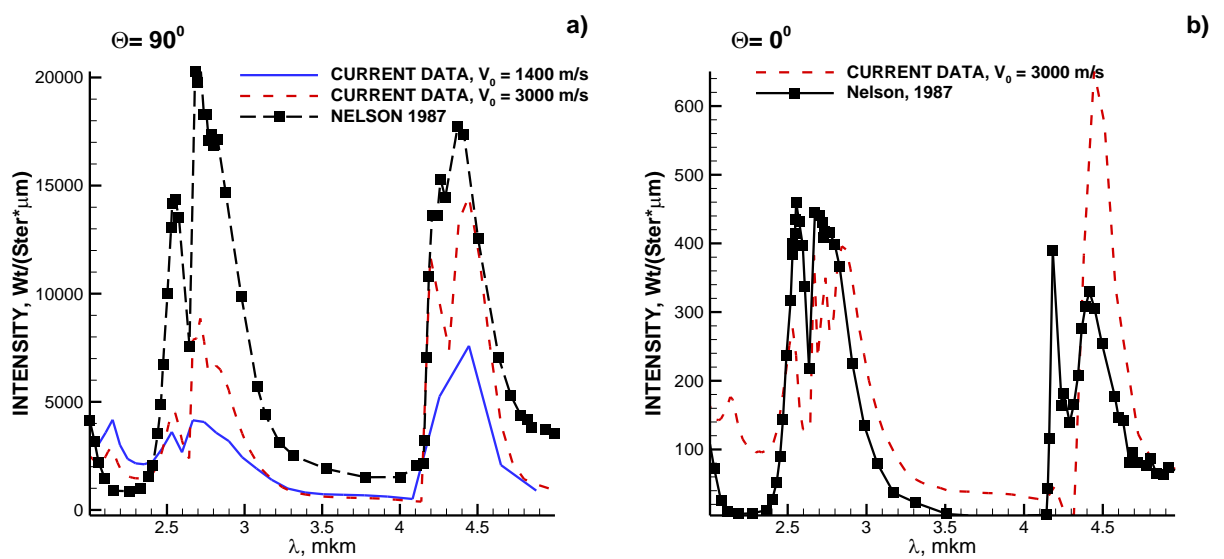 Θ= 90⁰
a)
CURRENT DATA, V₀ = 1400 m/s
CURRENT DATA, V₀ = 3000 m/s
NELSON 1987
INTENSITY, Wt/(Ster*μm)
20000
15000
10000
5000
0
2.5
3
3.5
4
4.5
λ, mkm
Θ= 0⁰
b)
CURRENT DATA, V₀ = 3000 m/s
Nelson, 1987
INTENSITY, Wt/(Ster*μm)
600
500
400
300
200
100
2.5
3
3.5
4
4.5
λ, mkm